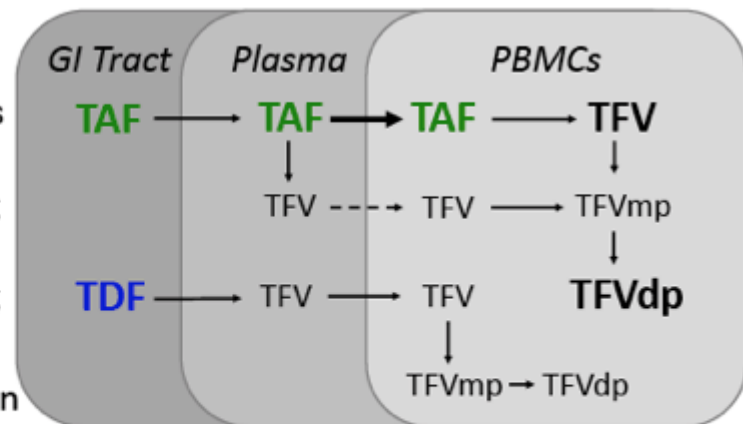 GI Tract Plasma PBMCs
TAF TAF TAF TFV
TFV TFV TFVmp
TDF TFV TFV TFVdp
TFVmp TFVdp